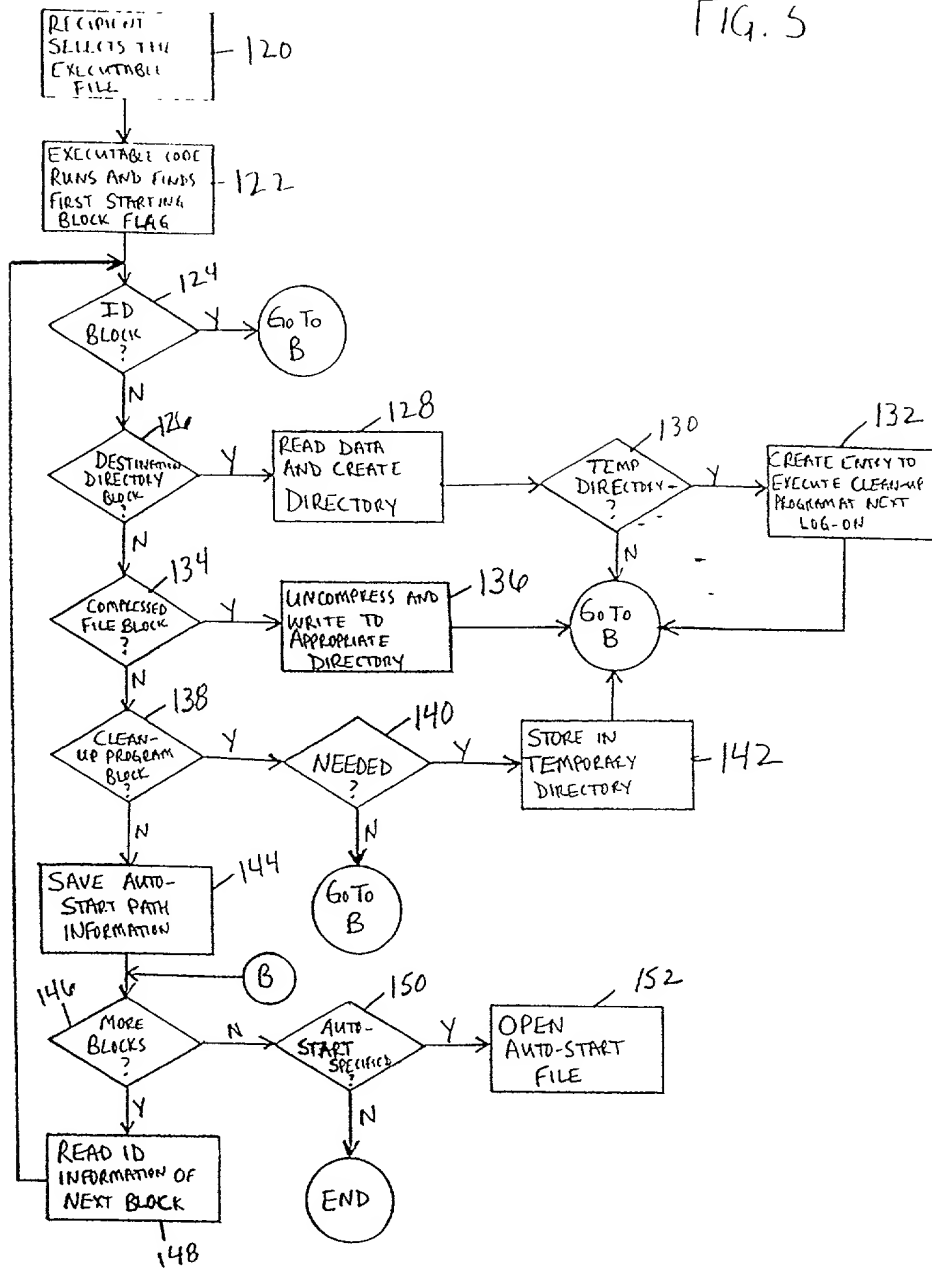 FIG. 5
RECIPIENT
SELECTS THE
EXECUTABLE
FILE
120
EXECUTABLE CODE
RUNS AND FINDS
FIRST STARTING
BLOCK FLAG
122
124
ID
BLOCK
?
Y
GO TO
B
N
126
DESTINATION
DIRECTORY
BLOCK
?
Y
128
READ DATA
AND CREATE
DIRECTORY
130
TEMP
DIRECTORY
?
Y
132
CREATE ENTRY TO
EXECUTE CLEAN-UP
PROGRAM AT NEXT
LOG-ON
N
N
134
COMPRESSED
FILE BLOCK
?
Y
136
UNCOMPRESS AND
WRITE TO
APPROPRIATE
DIRECTORY
GO TO
B
N
138
CLEAN-
UP PROGRAM
BLOCK
?
Y
140
NEEDED
?
Y
STORE IN
TEMPORARY
DIRECTORY
142
N
N
144
SAVE AUTO-
START PATH
INFORMATION
GO TO
B
B
146
MORE
BLOCKS
?
N
150
AUTO-
START
SPECIFIED
?
Y
152
OPEN
AUTO-START
FILE
Y
N
READ ID
INFORMATION OF
NEXT BLOCK
148
END